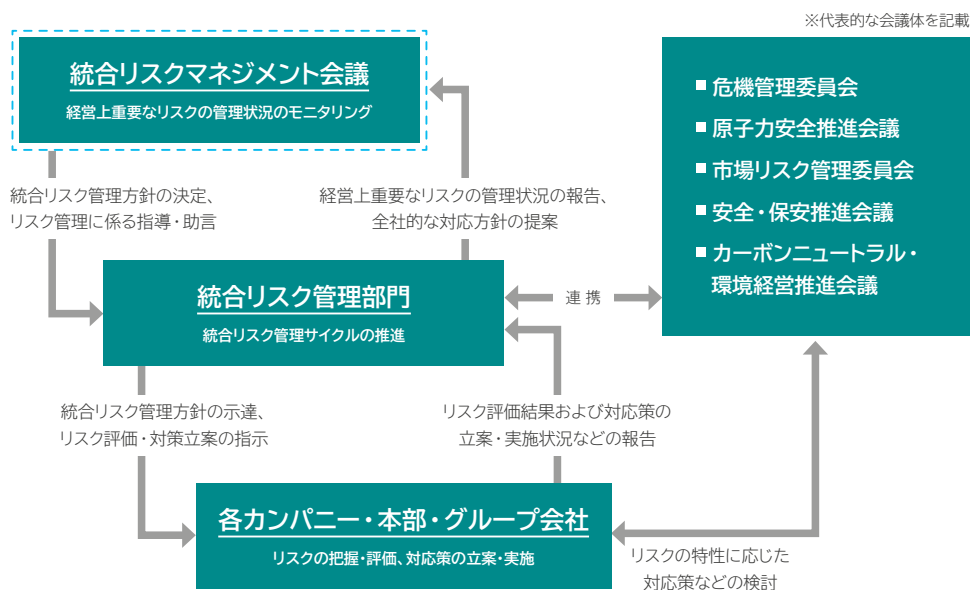 ※代表的な会議体を記載
統合リスクマネジメント会議
経営上重要なリスクの管理状況のモニタリング
■ 危機管理委員会
■ 原子力安全推進会議
■ 市場リスク管理委員会
■ 安全・保安推進会議
■ カーボンニュートラル・
環境経営推進会議
統合リスク管理方針の決定、
リスク管理に係る指導・助言
経営上重要なリスクの管理状況の報告、
全社的な対応方針の提案
統合リスク管理部門
統合リスク管理サイクルの推進
連携
統合リスク管理方針の示達、
リスク評価・対策立案の指示
リスク評価結果および対応策の
立案・実施状況などの報告
各カンパニー・本部・グループ会社
リスクの把握・評価、対応策の立案・実施
リスクの特性に応じた
対応策などの検討